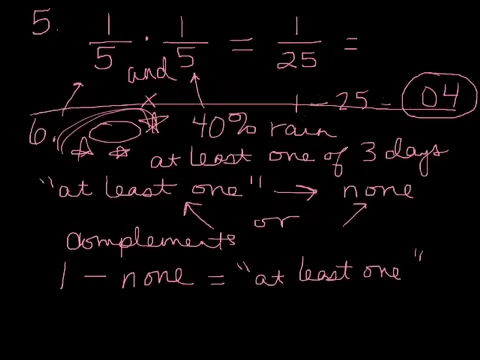 5. 1/5 · 1/5 = 1/25 =
and
x 1 - 25 - 04
6. 40% rain
at least one of 3 days
"at least one" → none
or
complements
1 - none = "at least one"